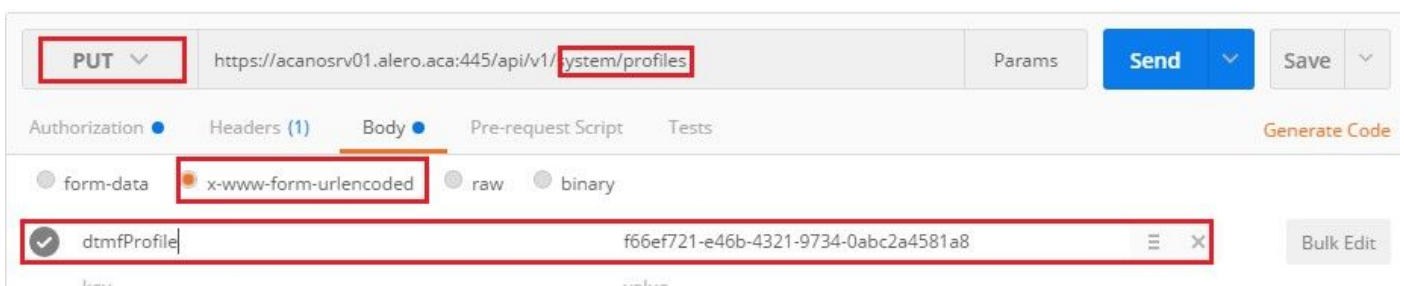 PUT https://acanosrv01.alero.aca:445/api/v1/system/profiles Params Send Save
Authorization Headers (1) Body Pre-request Script Tests Generate Code
form-data x-www-form-urlencoded raw binary
dtmfProfile f66ef721-e46b-4321-9734-0abc2a4581a8 Bulk Edit